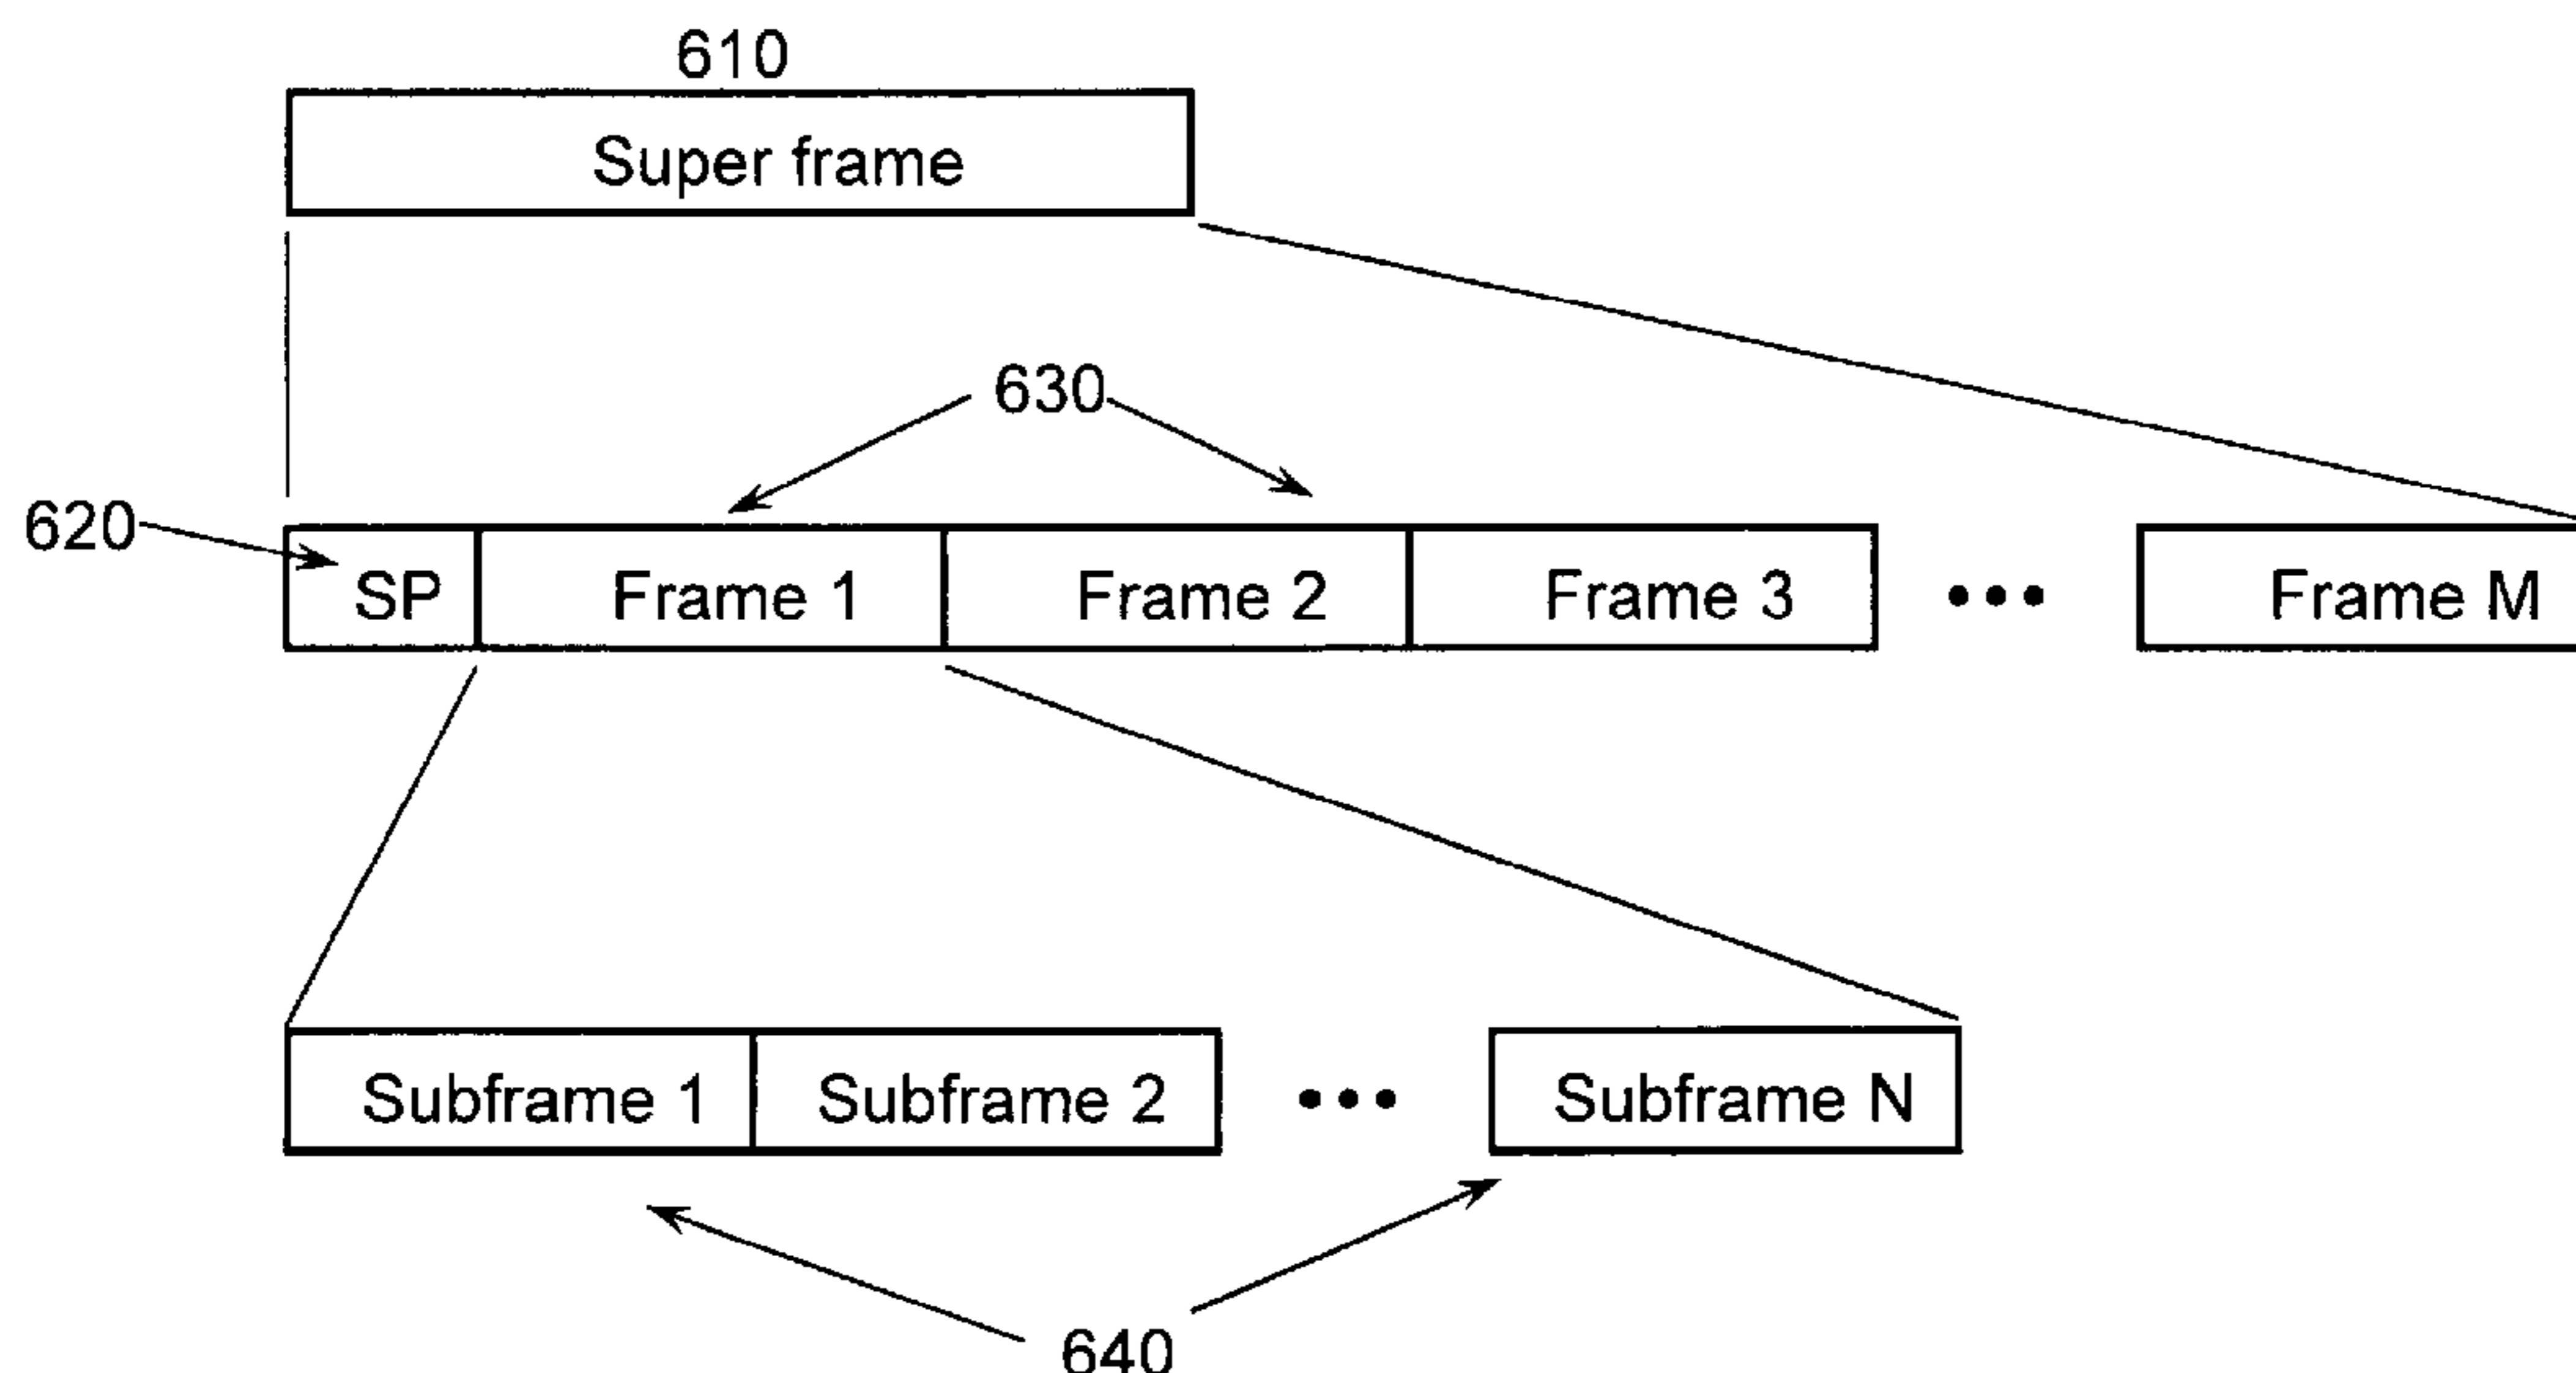 610
Super frame
630
620
SP Frame 1 Frame 2 Frame 3 ••• Frame M
Subframe 1 Subframe 2 ••• Subframe N
640